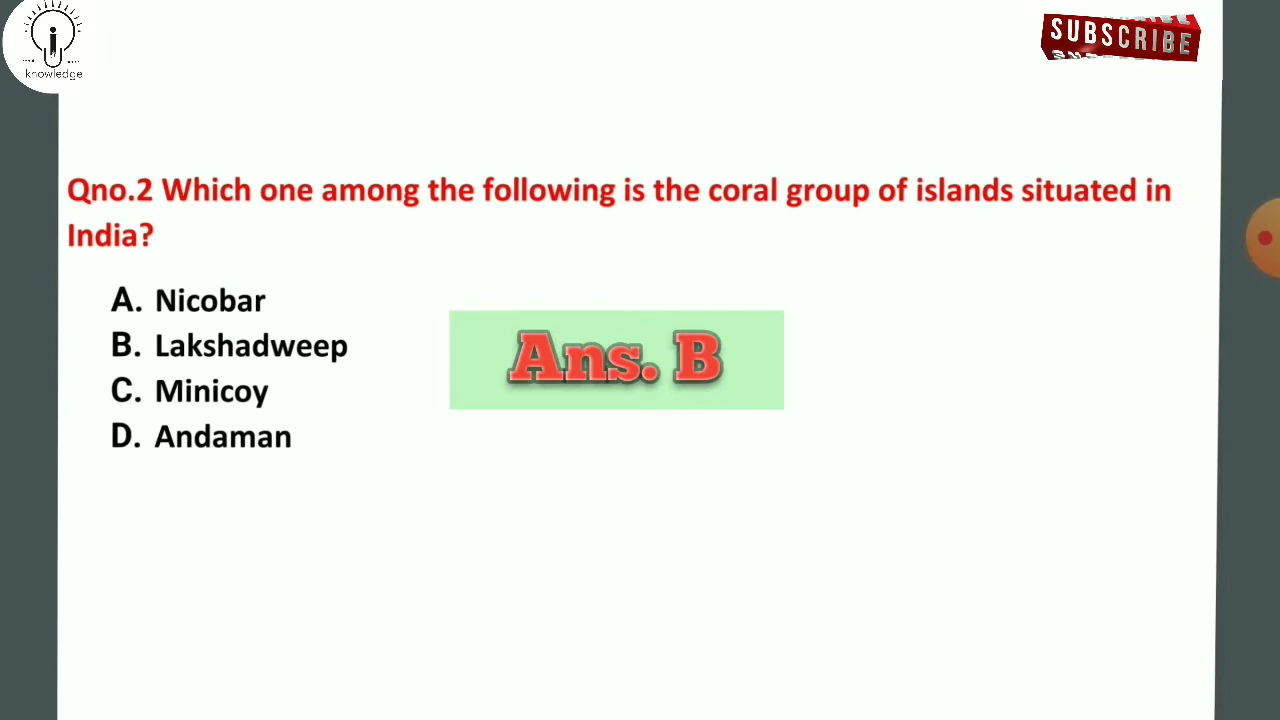 i
knowledge
SUBSCRIBE
Qno.2 Which one among the following is the coral group of islands situated in
India?
A. Nicobar
B. Lakshadweep
C. Minicoy
D. Andaman
Ans. B